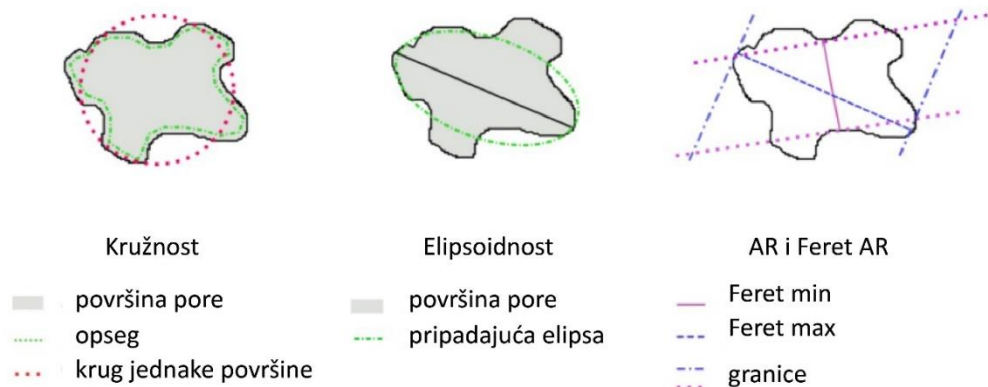 Kružnost
površina pore
opseg
krug jednake površine
Elipsoidnost
površina pore
pripadajuća elipsa
AR i Feret AR
Feret min
Feret max
granice